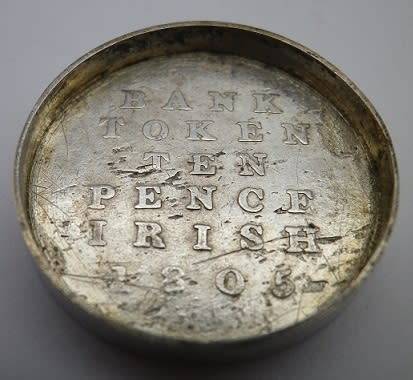 BANK
TOKEN
TEN
PENCE
IRISH
1805